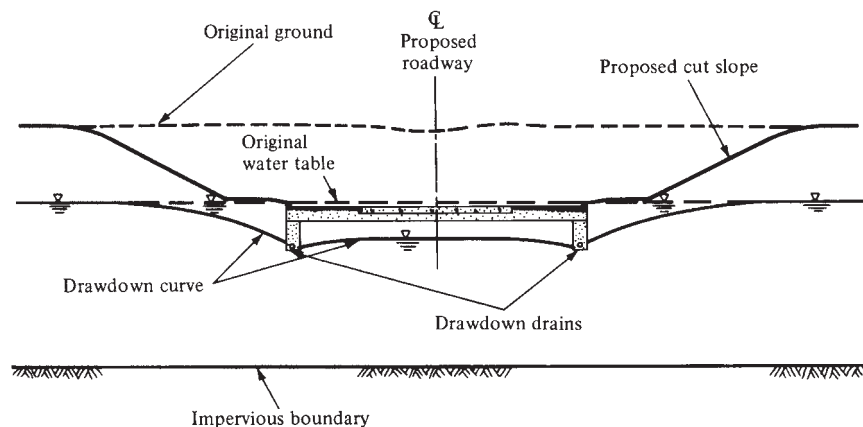 ℄
Proposed
roadway
Original ground
Proposed cut slope
Original
water table
Drawdown curve
Drawdown drains
Impervious boundary